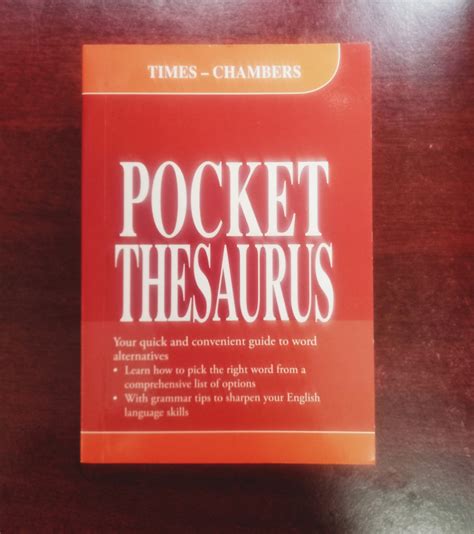 TIMES – CHAMBERS
POCKET
THESAURUS
Your quick and convenient guide to word
alternatives
• Learn how to pick the right word from a
comprehensive list of options
• With grammar tips to sharpen your English
language skills